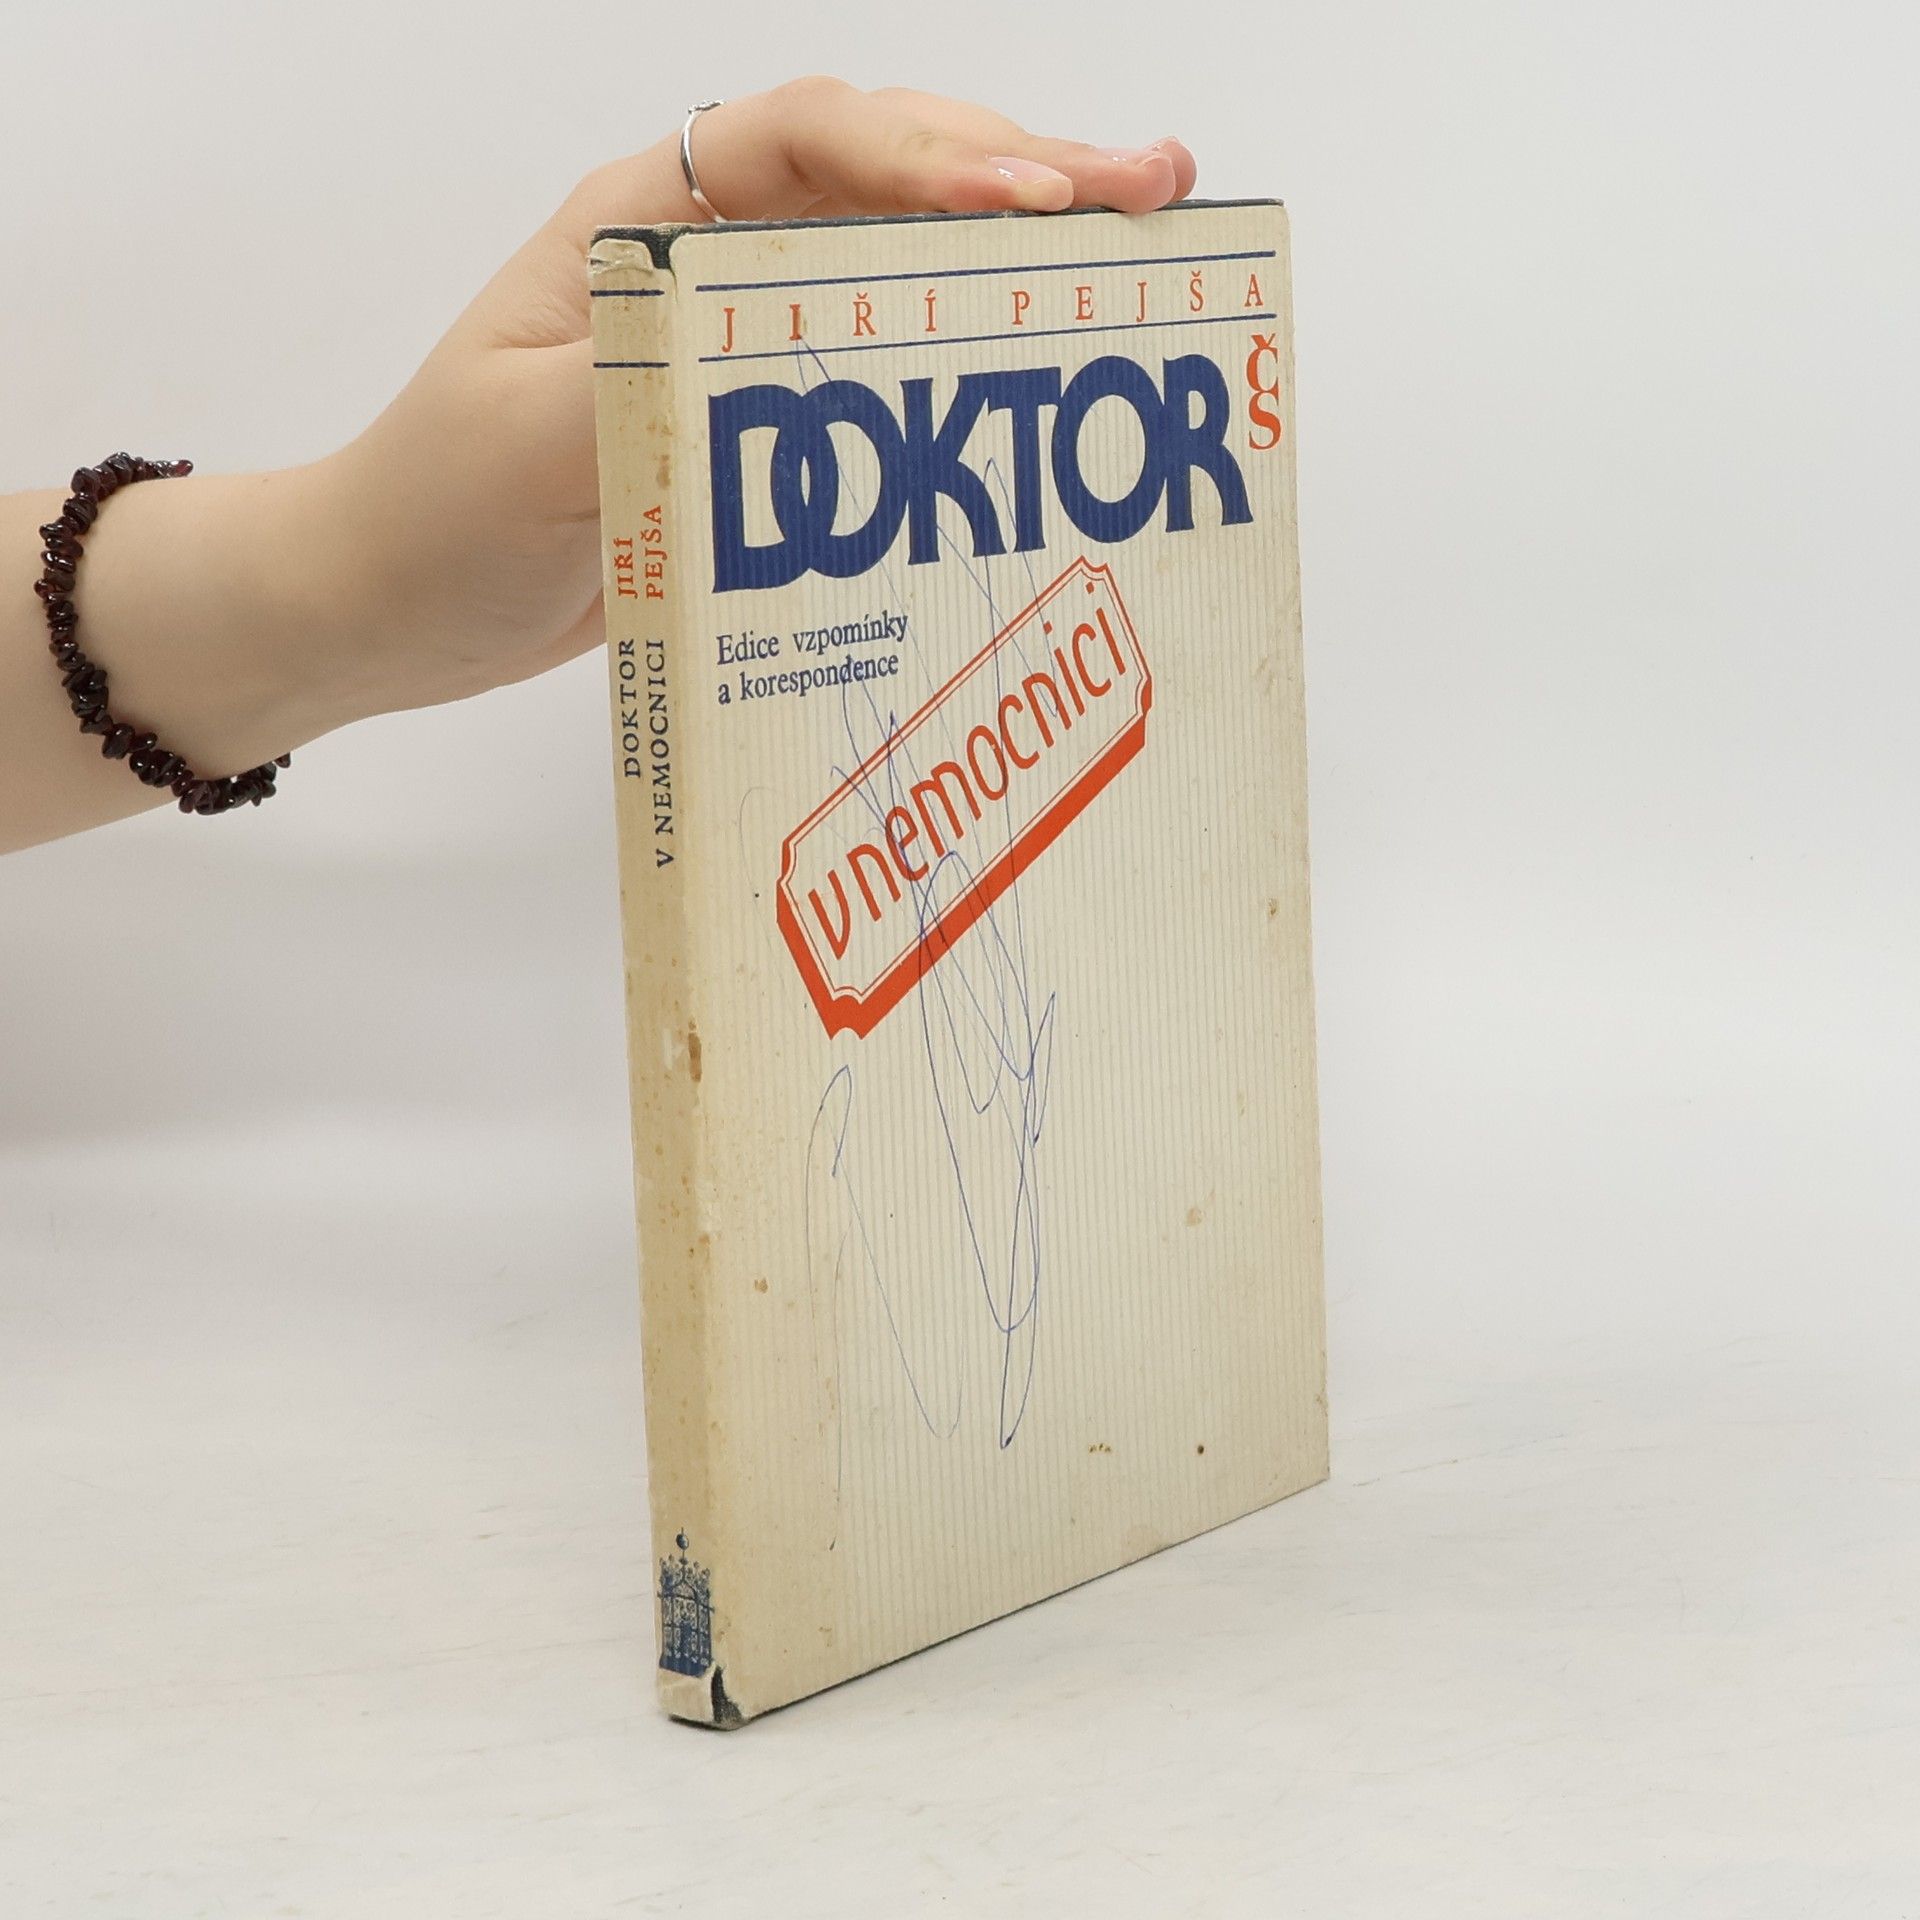 JIŘÍ PEJŠA
ČS
DOKTOR
Edice vzpomínky
a korespondence
v nemocnici
JIŘÍ
PEJŠA
DOKTOR
V NEMOCNICI